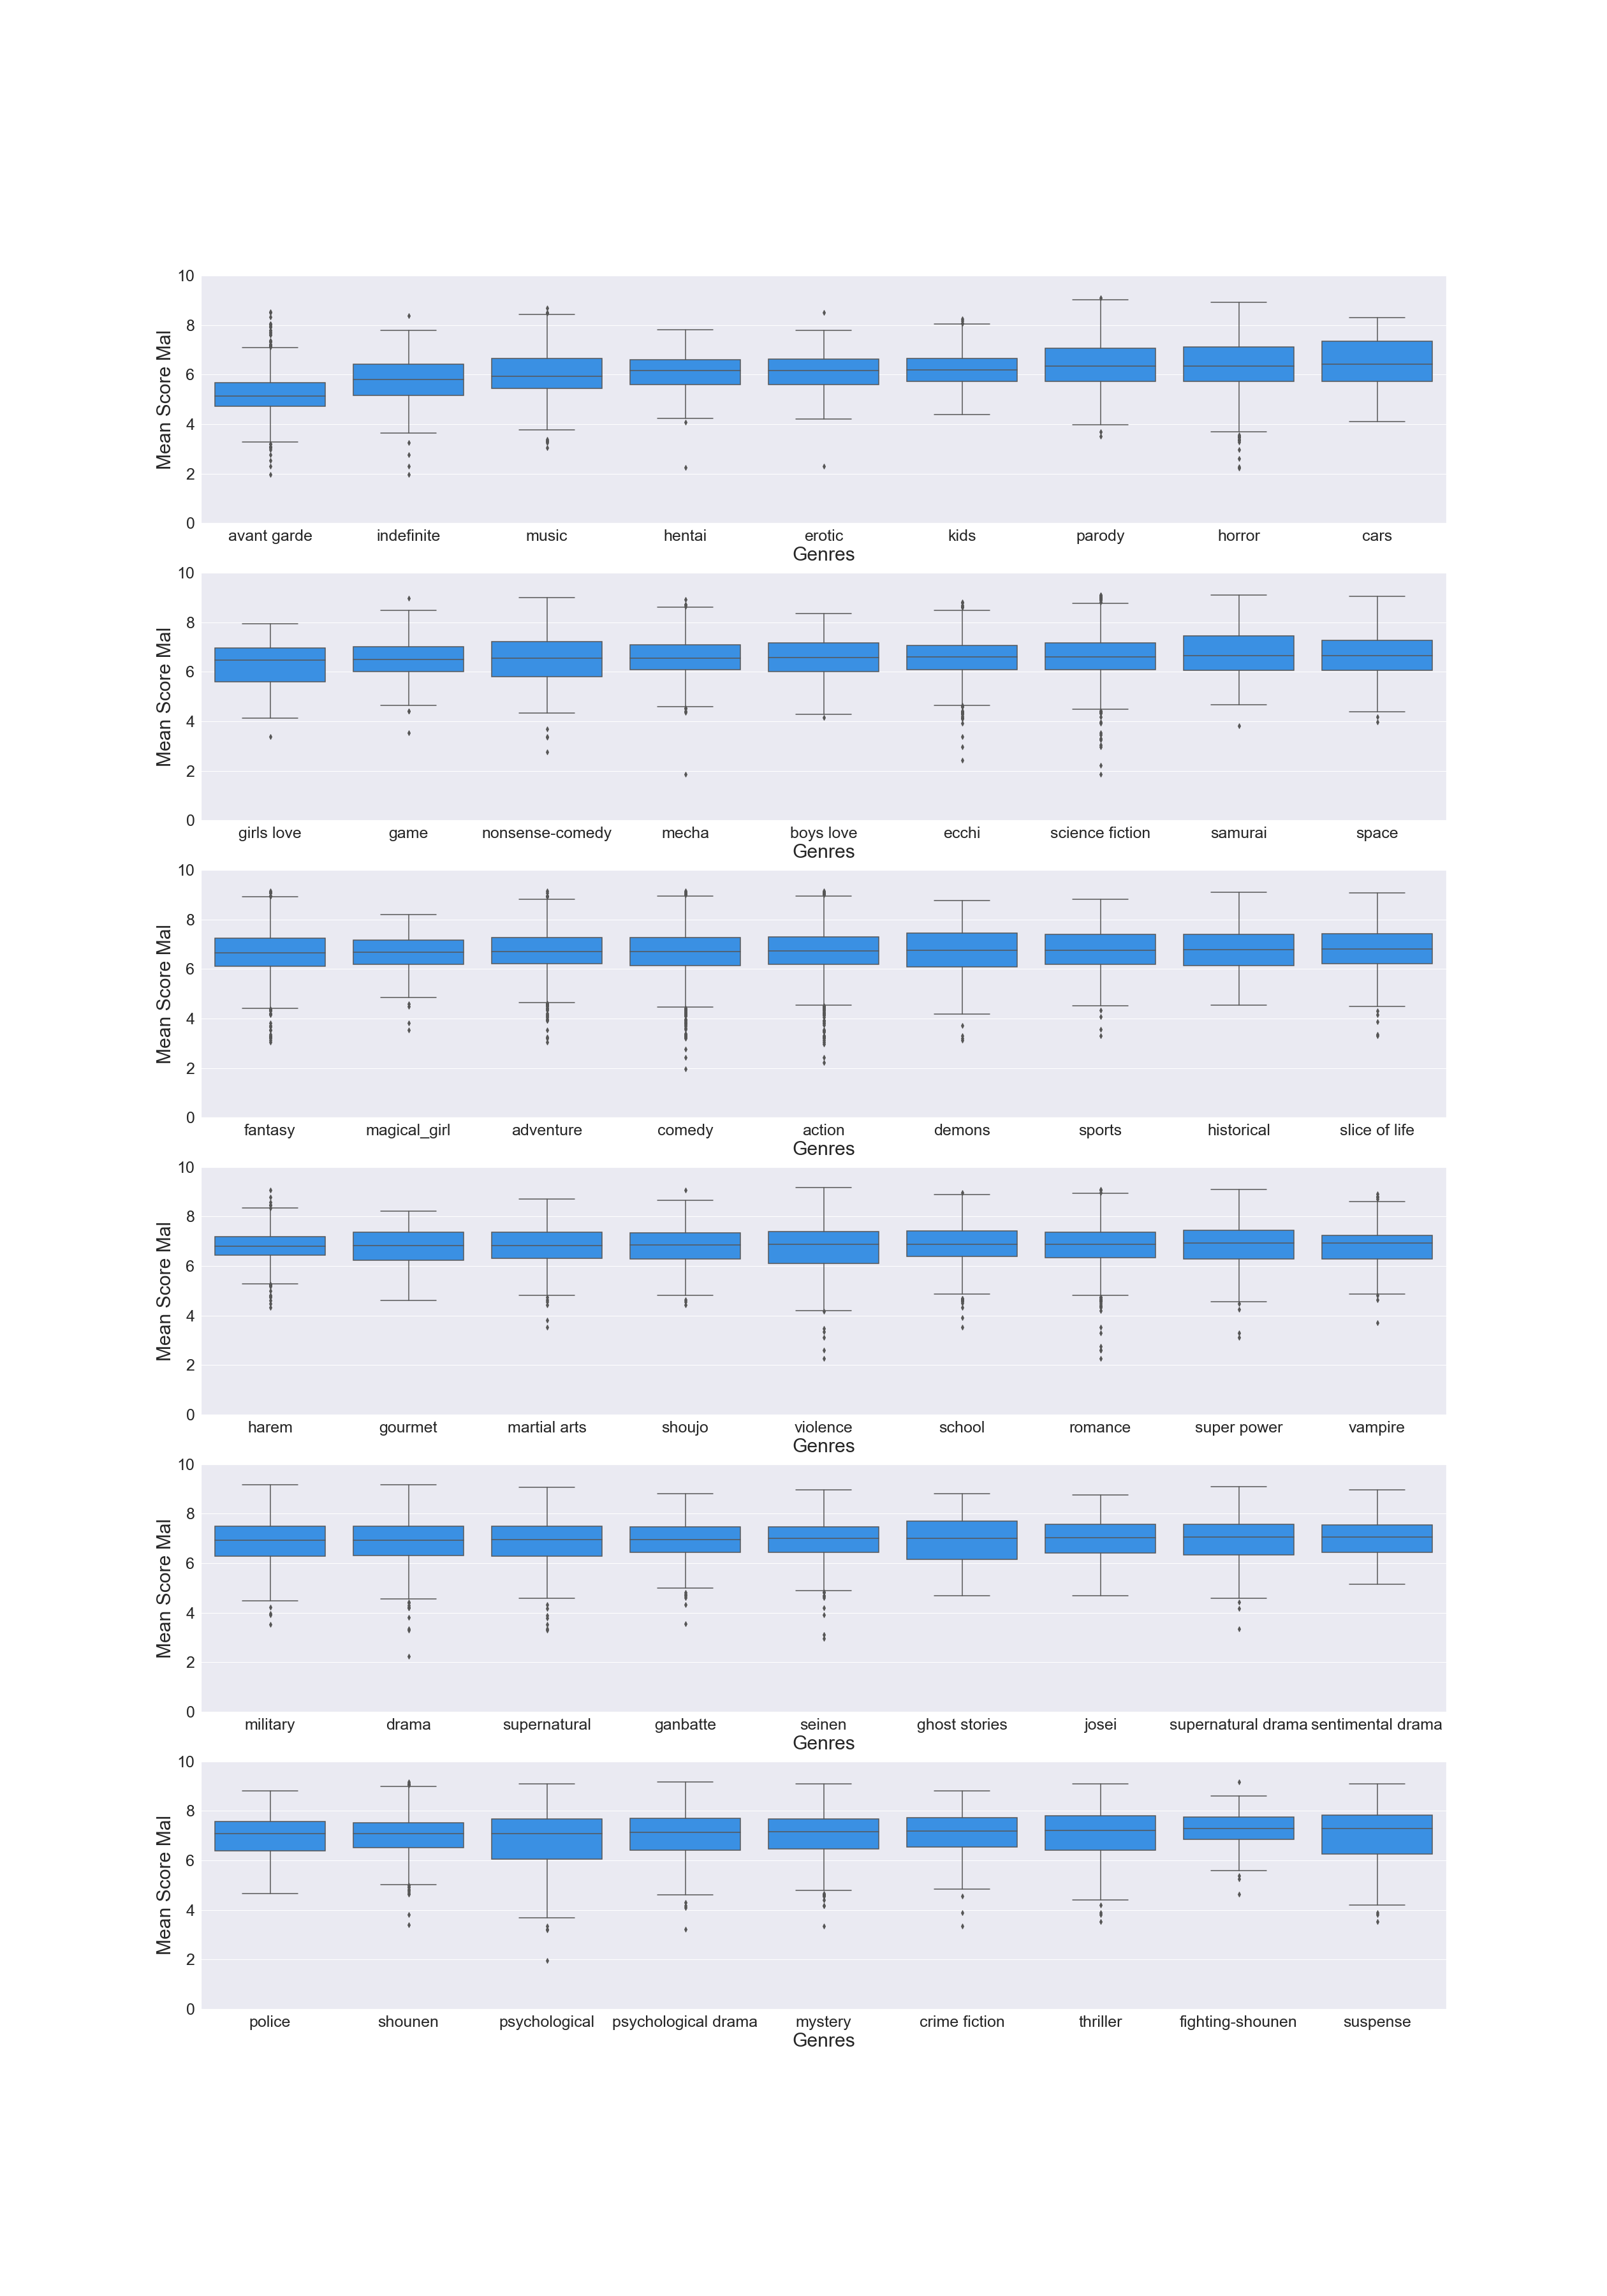 10
8
6
4
2
0
Mean Score Mal
avant garde indefinite music hentai erotic kids parody horror cars
Genres
10
8
6
4
2
0
Mean Score Mal
girls love game nonsense-comedy mecha boys love ecchi science fiction samurai space
Genres
10
8
6
4
2
0
Mean Score Mal
fantasy magical_girl adventure comedy action demons sports historical slice of life
Genres
10
8
6
4
2
0
Mean Score Mal
harem gourmet martial arts shoujo violence school romance super power vampire
Genres
10
8
6
4
2
0
Mean Score Mal
military drama supernatural ganbatte seinen ghost stories josei supernatural drama sentimental drama
Genres
10
8
6
4
2
0
Mean Score Mal
police shounen psychological psychological drama mystery crime fiction thriller fighting-shounen suspense
Genres